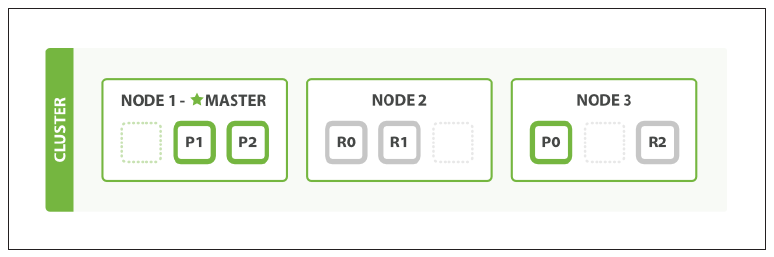 CLUSTER
NODE 1 - ★MASTER
P1 P2
NODE 2
R0 R1
NODE 3
P0 R2